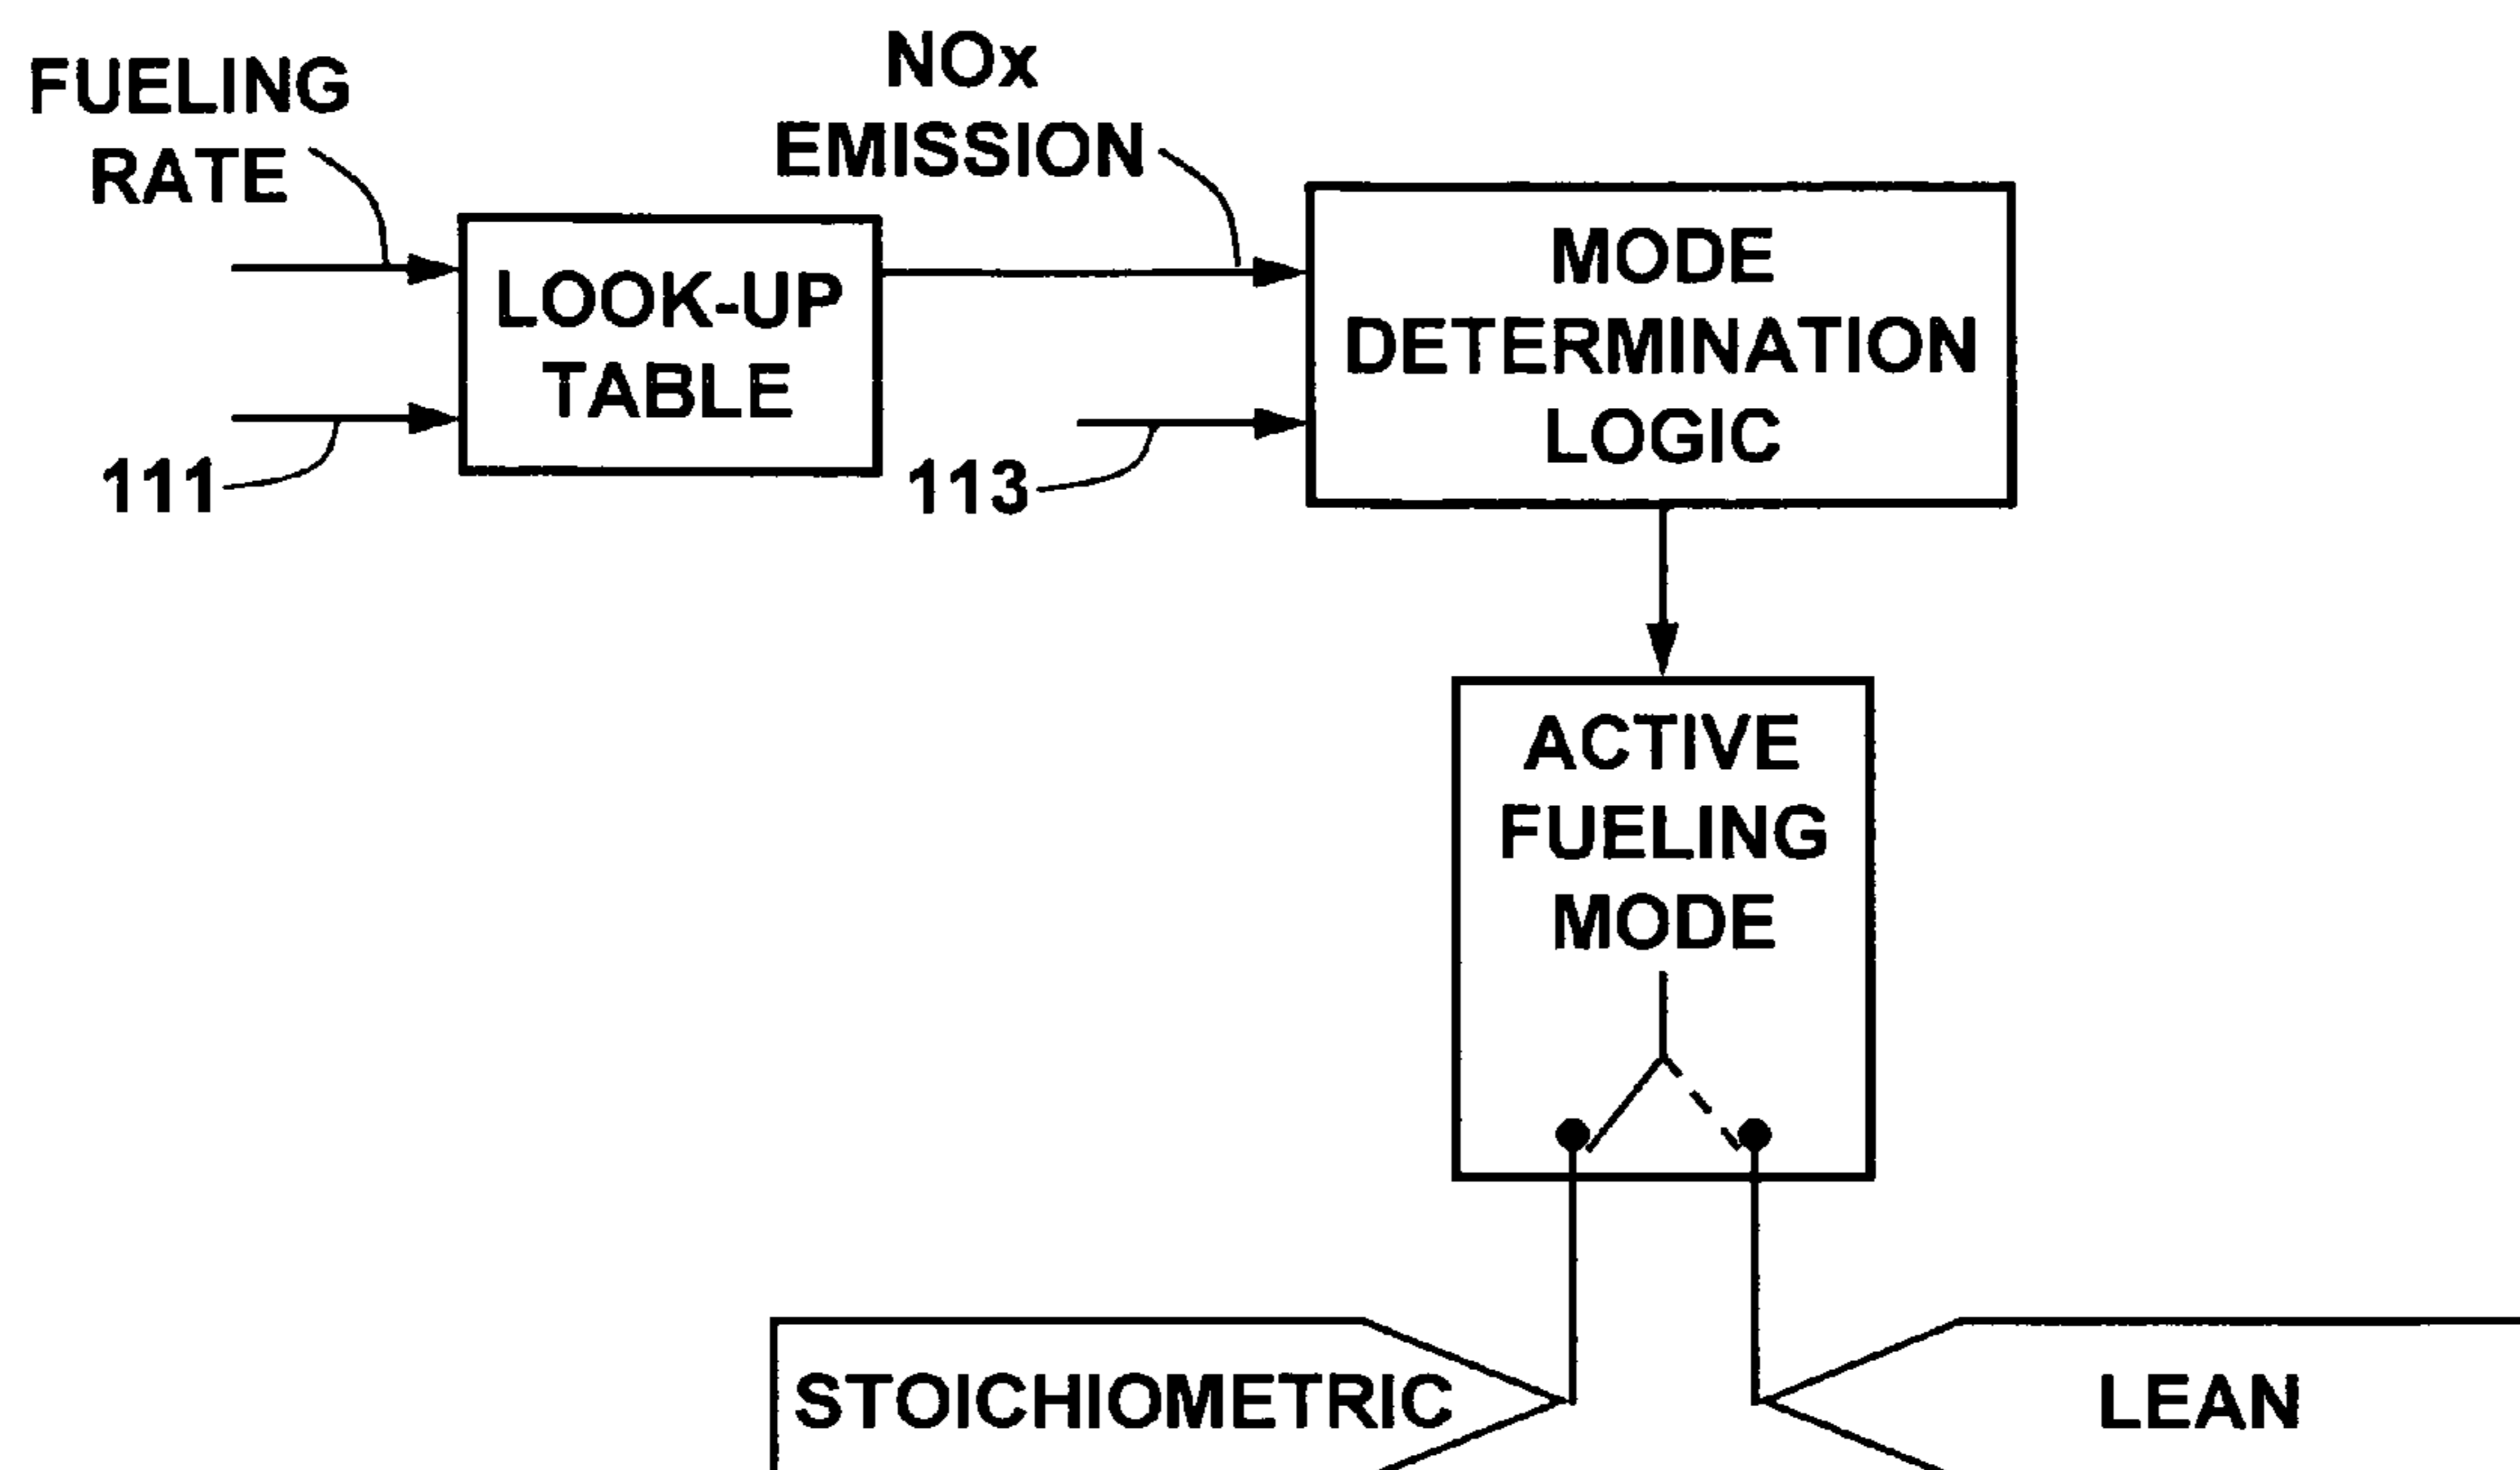 FUELING
RATE
NOx
EMISSION
LOOK-UP
TABLE
111
113
MODE
DETERMINATION
LOGIC
ACTIVE
FUELING
MODE
STOICHIOMETRIC
LEAN